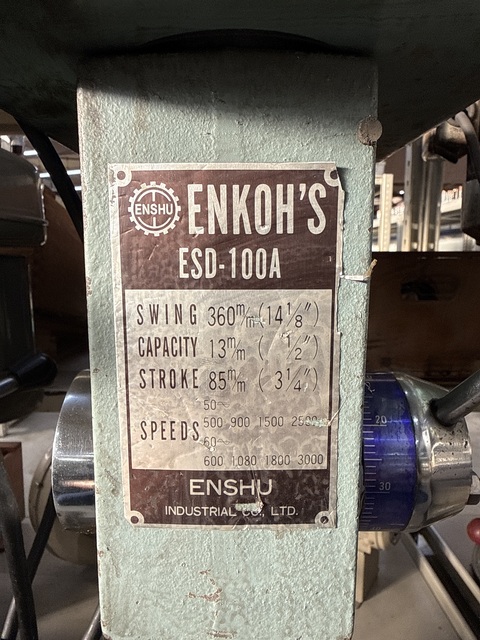 ENSHU
ENKOH'S
ESD-100A
SWING 360m/m (14 1/8")
CAPACITY 13m/m ( 1/2")
STROKE 85m/m ( 3 1/4")
50~
SPEEDS 500 900 1500 2500
60~
600 1080 1800 3000
ENSHU
INDUSTRIAL CO., LTD.
20
30